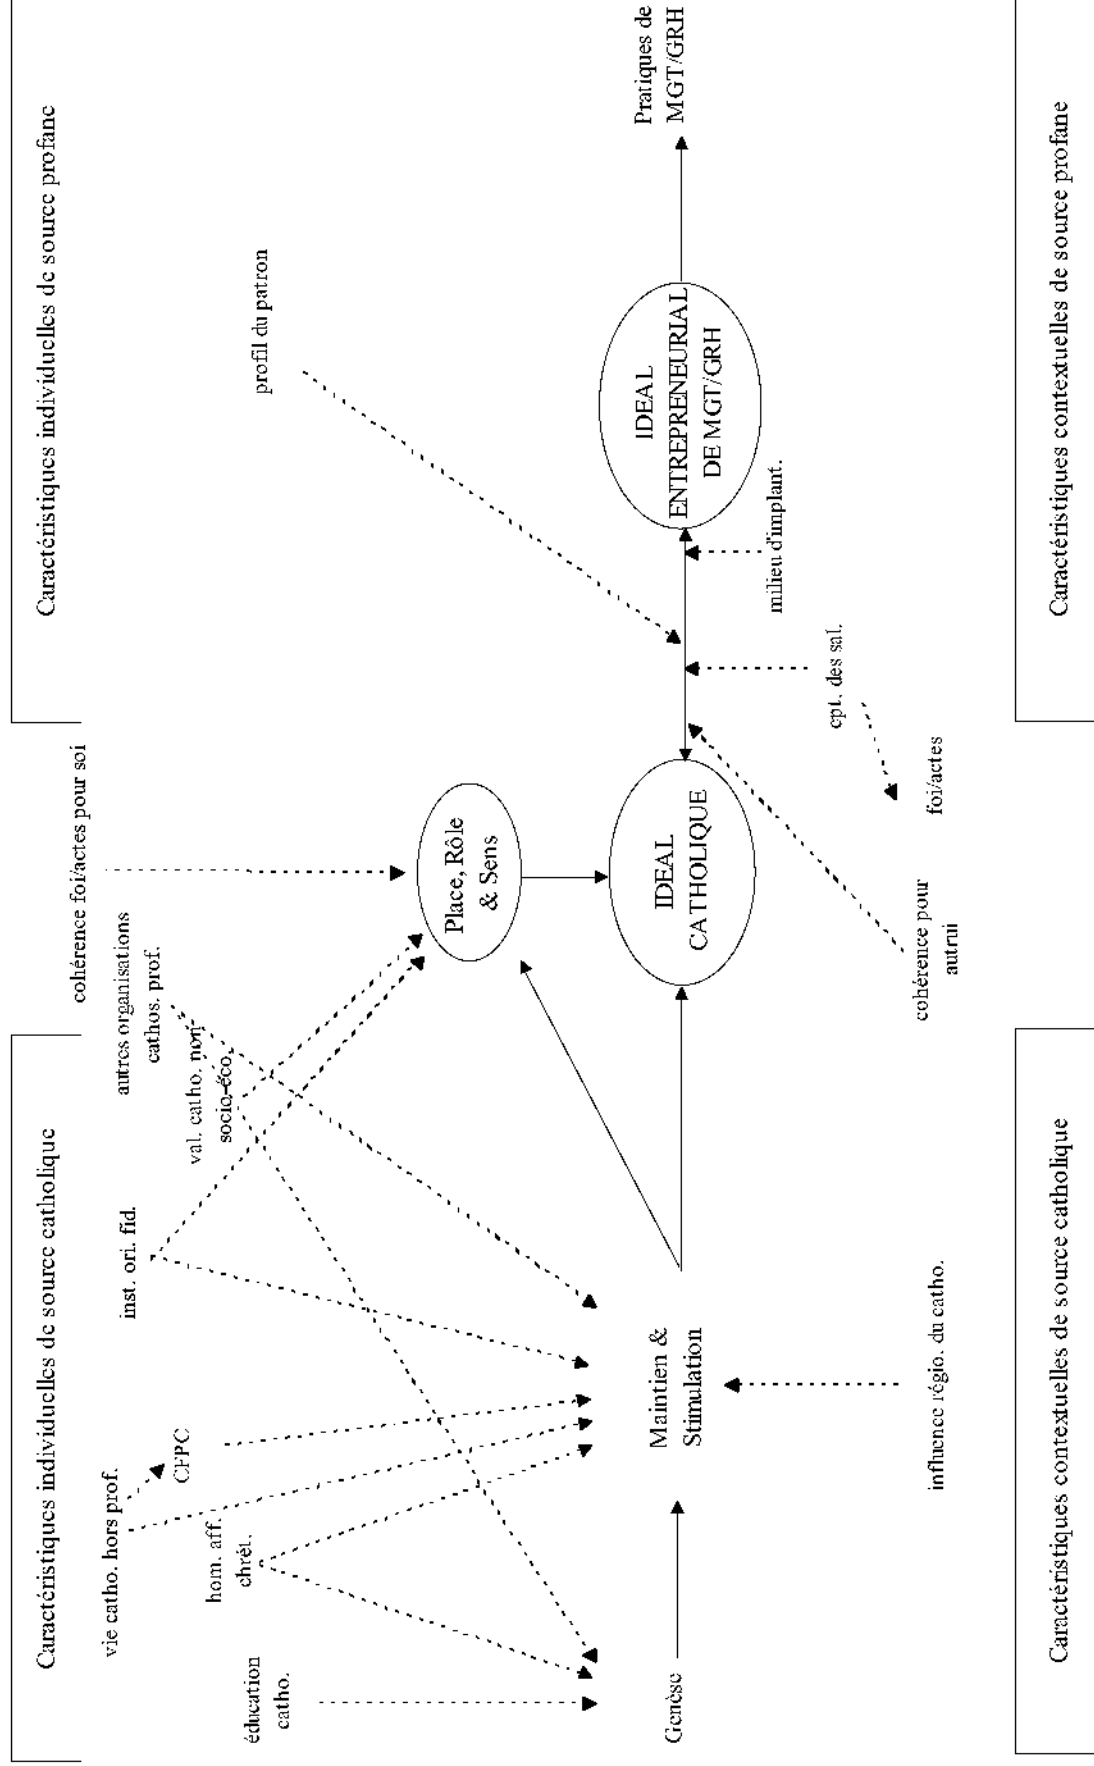 Caractéristiques individuelles de source catholique
Caractéristiques individuelles de source profane
cohérence foi/actes pour soi
vie catho. hors prof.
inst. ori. fid.
autres organisations
cathos. prof.
CFPC
val. catho. non
socio-éco.
hom. aff.
chrét.
éducation
catho.
profil du patron
Place, Rôle
& Sens
Genèse
Maintien &
Stimulation
IDEAL
CATHOLIQUE
IDEAL
ENTREPRENEURIAL
DE MGT/GRH
Pratiques de
MGT/GRH
milieu d'implant.
cpt. des sal.
foi/actes
cohérence pour
autrui
influence régio. du catho.
Caractéristiques contextuelles de source catholique
Caractéristiques contextuelles de source profane